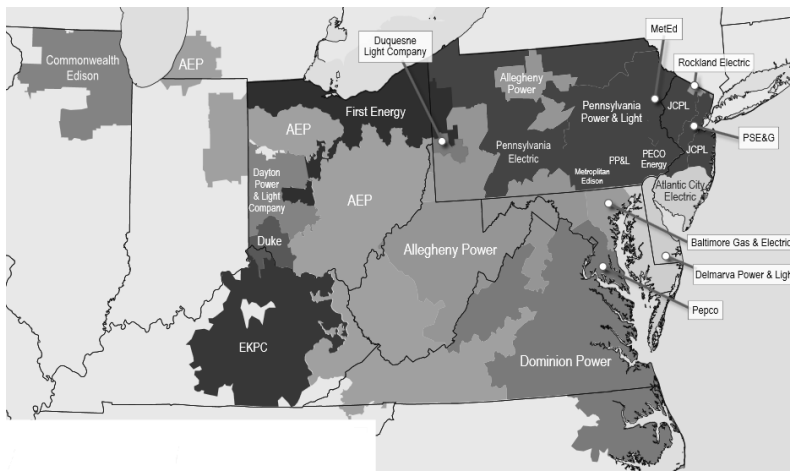 Commonwealth
Edison
AEP
Duquesne
Light Company
MetEd
Rockland Electric
Allegheny
Power
Pennsylvania
Power & Light
JCPL
First Energy
PSE&G
AEP
Pennsylvania
Electric
JCPL
PECO
Energy
PP&L
Metroplitan
Edison
Dayton
Power
& Light
Company
AEP
Atlantic City
Electric
Duke
Allegheny Power
Baltimore Gas & Electric
Delmarva Power & Light
Pepco
EKPC
Dominion Power